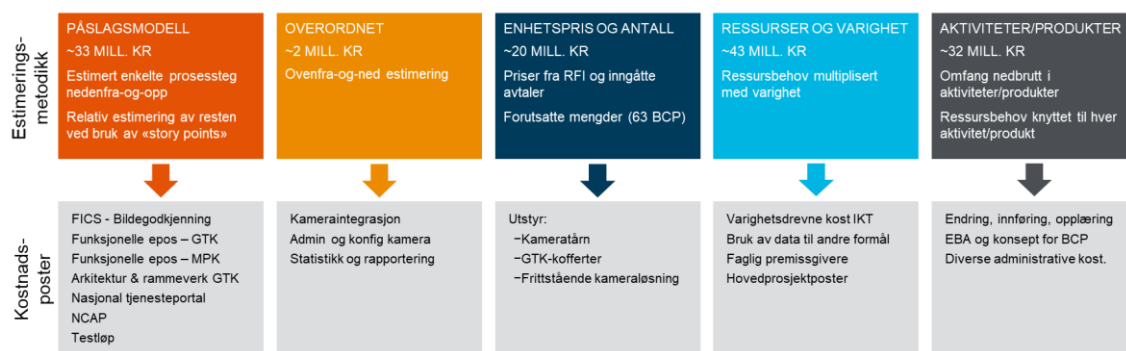 Estimerings-
metodikk
PÅSLAGSMODELL
~33 MILL. KR
Estimert enkelte prosessteg
nedenfra-og-opp
Relativ estimering av resten
ved bruk av «story points»
OVERORDNET
~2 MILL. KR
Ovenfra-og-ned estimering
ENHETSPRIS OG ANTALL
~20 MILL. KR
Priser fra RFI og inngåtte
avtaler
Forutsatte mengder (63 BCP)
RESSURSER OG VARIGHET
~43 MILL. KR
Ressursbehov multiplisert
med varighet
AKTIVITETER/PRODUKTER
~32 MILL. KR
Omfang nedbrutt i
aktiviteter/produkter
Ressursbehov knyttet til hver
aktivitet/produkt
Kostnads-
poster
FICS - Bildegodkjenning
Funksjonelle epos – GTK
Funksjonelle epos – MPK
Arkitektur & rammeverk GTK
Nasjonal tjenesteportal
NCAP
Testløp
Kameraintegrasjon
Admin og konfig kamera
Statistikk og rapportering
Utstyr:
−Kameratårn
−GTK-kofferter
−Frittstående kameraløsning
Varighetsdrevne kost IKT
Bruk av data til andre formål
Faglig premissgivere
Hovedprosjektposter
Endring, innføring, opplæring
EBA og konsept for BCP
Diverse administrative kost.